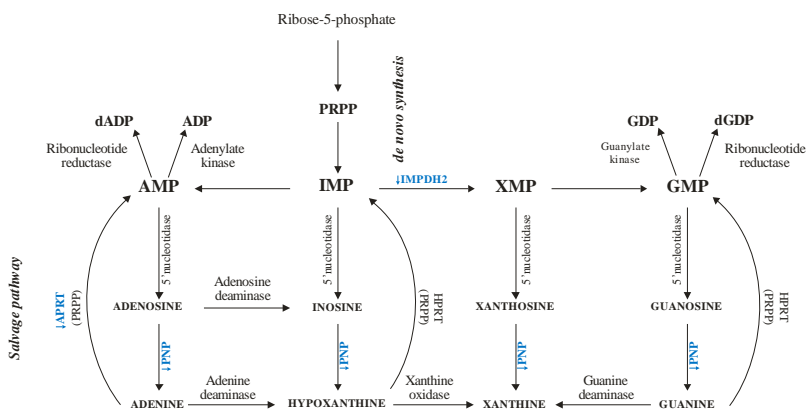 Ribose-5-phosphate
de novo synthesis
PRPP
dADP
ADP
GDP
dGDP
Ribonucleotide
reductase
Adenylate
kinase
Guanylate
kinase
Ribonucleotide
reductase
AMP
IMP
↓IMPDH2
XMP
GMP
5'nucleotidase
5'nucleotidase
5'nucleotidase
5'nucleotidase
Salvage pathway
↓APRT
(PRPP)
Adenosine
deaminase
HPRT
(PRPP)
HPRT
(PRPP)
ADENOSINE
INOSINE
XANTHOSINE
GUANOSINE
↓PNP
↓PNP
↓PNP
↓PNP
Adenine
deaminase
Xanthine
oxidase
Guanine
deaminase
ADENINE
HYPOXANTHINE
XANTHINE
GUANINE